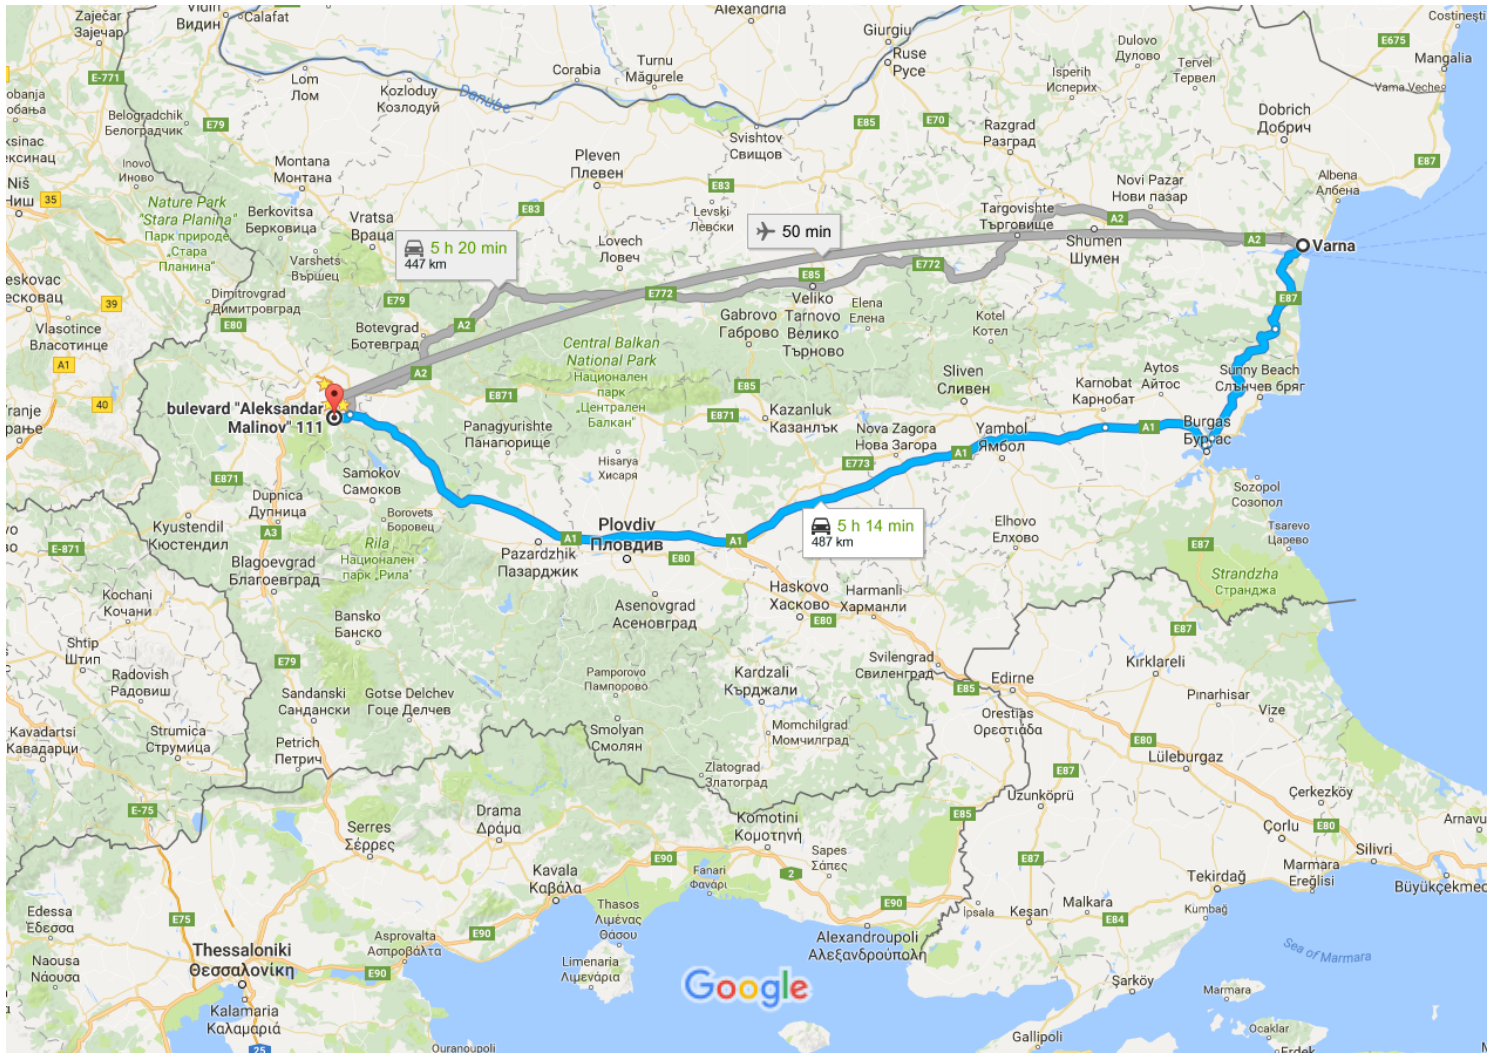 Zaječar
Зајечар
Vidin
Видин
Calafat
Alexandria
Costinești
Giurgiu
E675
Dulovo
Дулово
Mangalia
E-771
Lom
Лом
Corabia
Turnu
Măgurele
Ruse
Русе
Isperih
Исперих
Tervel
Тервел
Vama Veche
Kozloduy
Козлодуй
Danube
Belogradchik
Белоградчик
E79
Svishtov
Свищов
E85
E70
Razgrad
Разград
Dobrich
Добрич
E87
Inovo
Иново
Montana
Монтана
Pleven
Плевен
E83
Albena
Албена
Novi Pazar
Нови пазар
Niš
Ниш
35
Nature Park
"Stara Planina"
Парк природе
„Стара
Планина"
Berkovitsa
Берковица
Vratsa
Враца
E83
Levski
Левски
Targovishte
Търговище
A2
Shumen
Шумен
A2
Varna
5 h 20 min
447 km
50 min
Lovech
Ловеч
Varshets
Вършец
E85
E772
E772
39
Dimitrovgrad
Димитровград
E80
E79
Veliko
Tarnovo
Велико
Търново
Elena
Елена
E87
Vlasotince
Власотинце
Botevgrad
Ботевград
A2
Gabrovo
Габрово
Kotel
Котел
A1
A2
Central Balkan
National Park
Национален
парк
„Централен
Балкан"
E85
Sliven
Сливен
Karnobat
Карнобат
Aytos
Айтос
Sunny Beach
Слънчев бряг
40
bulevard "Aleksandar
Malinov" 111
E871
Kazanluk
Казанлък
Panagyurishte
Панагюрище
Nova Zagora
Нова Загора
Yambol
Ямбол
A1
Burgas
Бургас
Hisarya
Хисаря
E773
A1
E871
Samokov
Самоков
Sozopol
Созопол
Dupnica
Дупница
Borovets
Боровец
Kyustendil
Кюстендил
E-871
A3
Rila
Национален
парк „Рила"
5 h 14 min
487 km
Plovdiv
Пловдив
A1
A1
E80
Pazardzhik
Пазарджик
Elhovo
Елхово
Tsarevo
Царево
E87
Blagoevgrad
Благоевград
Strandzha
Странджа
Kochani
Кочани
Haskovo
Хасково
Harmanli
Харманли
E80
Asenovgrad
Асеновград
Bansko
Банско
E87
Shtip
Штип
E79
Svilengrad
Свиленград
Kırklareli
Radovish
Радовиш
Pamporovo
Пампорово
Kardzali
Кърджали
Edirne
E85
Pınarhisar
Sandanski
Сандански
Gotse Delchev
Гоце Делчев
Orestias
Ορεστιάδα
Vize
Kavadartsi
Кавадарци
Strumica
Струмица
Smolyan
Смолян
Momchilgrad
Момчилград
E80
Petrich
Петрич
Lüleburgaz
Zlatograd
Златоград
E87
E-75
Uzunköprü
Çerkezköy
Drama
Δράμα
Komotini
Κομοτηνή
E85
Serres
Σέρρες
Çorlu
E80
Sapes
Σάπες
Silivri
E90
2
E87
Fanari
Φανάρι
Marmara
Ereğlisi
Kavala
Καβάλα
Tekirdağ
Thasos
Λιμένας
Θάσου
E90
İpsala
Keşan
Malkara
Kumbağ
E84
Edessa
Έδεσσα
E75
E90
Asprovalta
Ασπροβάλτα
Alexandroupoli
Αλεξανδρούπολη
Thessaloniki
Θεσσαλονίκη
Sea of Marmara
Naousa
Νάουσα
E90
Limenaria
Λιμενάρια
Google
Şarköy
Marmara
Kalamaria
Καλαμαριά
Ocaklar
Gallipoli
25
Ouranoupoli
Erdek